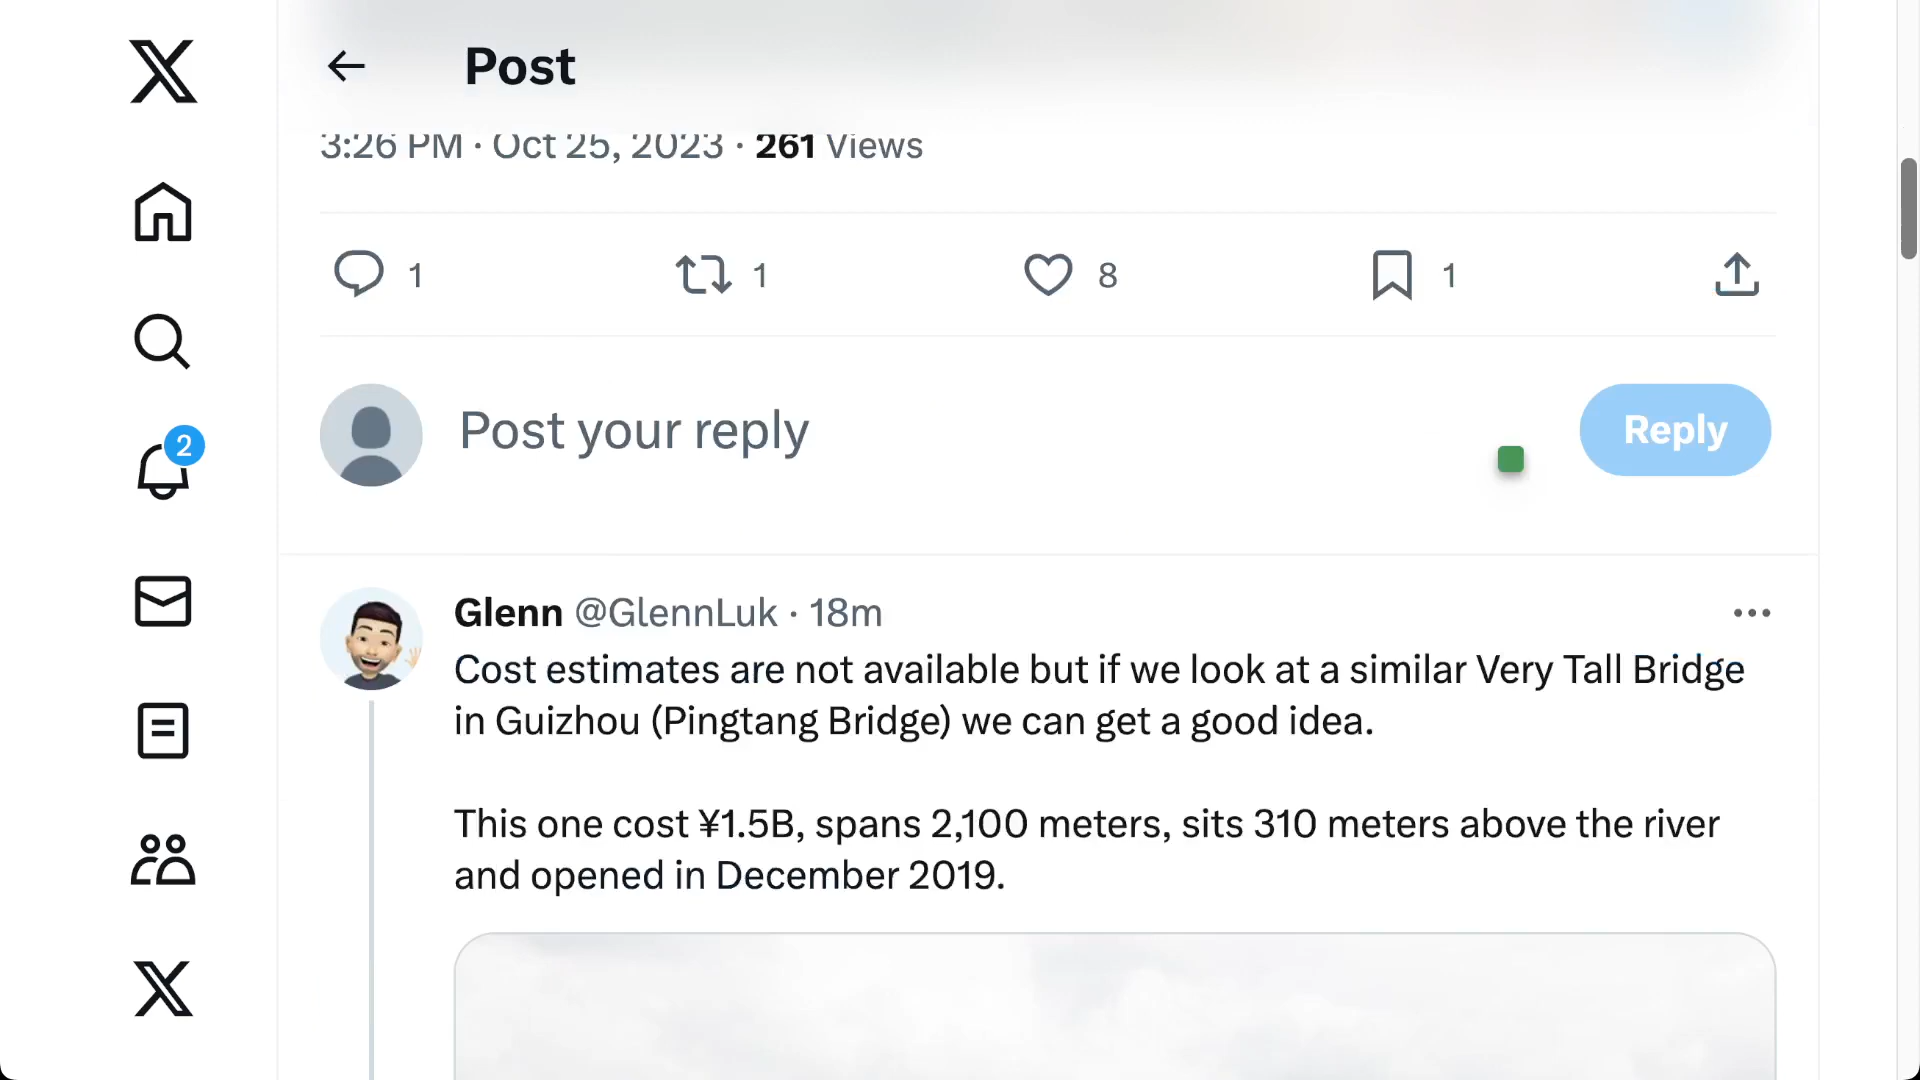 Post
3:26 PM · Oct 25, 2023 · 261 Views
1
1
8
1
Post your reply
Reply
2
Glenn @GlennLuk · 18m
Cost estimates are not available but if we look at a similar Very Tall Bridge
in Guizhou (Pingtang Bridge) we can get a good idea.
This one cost ¥1.5B, spans 2,100 meters, sits 310 meters above the river
and opened in December 2019.